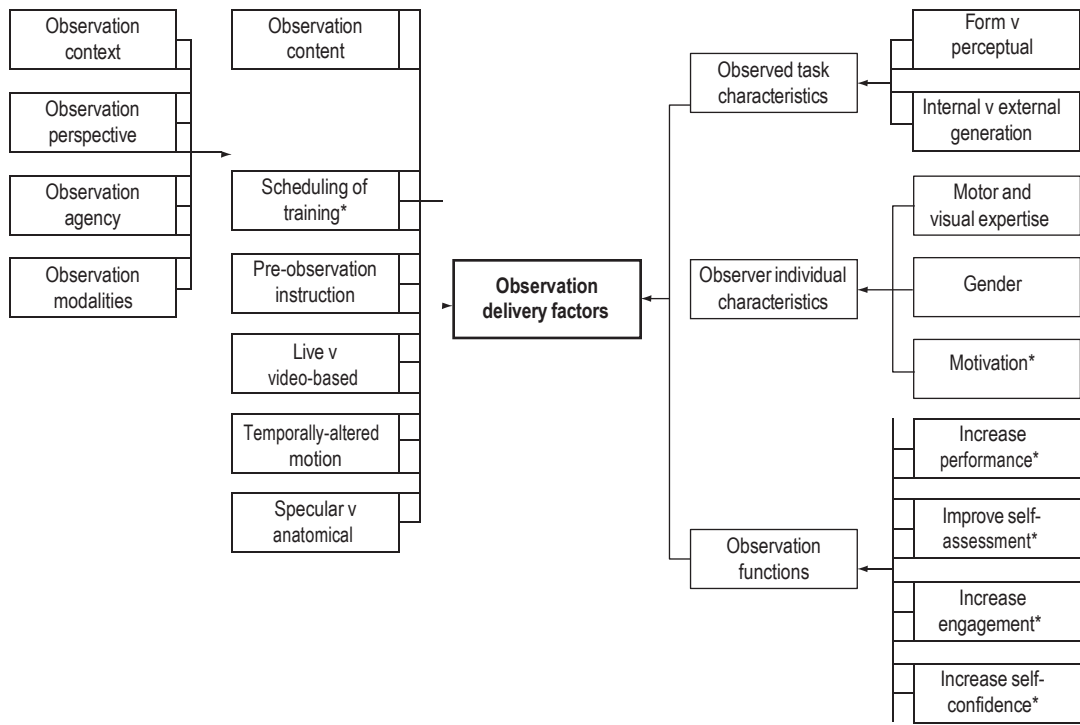 Observation
context
Observation
perspective
Observation
agency
Observation
modalities
Observation
content
Scheduling of
training*
Pre-observation
instruction
Live v
video-based
Temporally-altered
motion
Specular v
anatomical
Observation
delivery factors
Observed task
characteristics
Observer individual
characteristics
Observation
functions
Form v
perceptual
Internal v external
generation
Motor and
visual expertise
Gender
Motivation*
Increase
performance*
Improve self-
assessment*
Increase
engagement*
Increase self-
confidence*